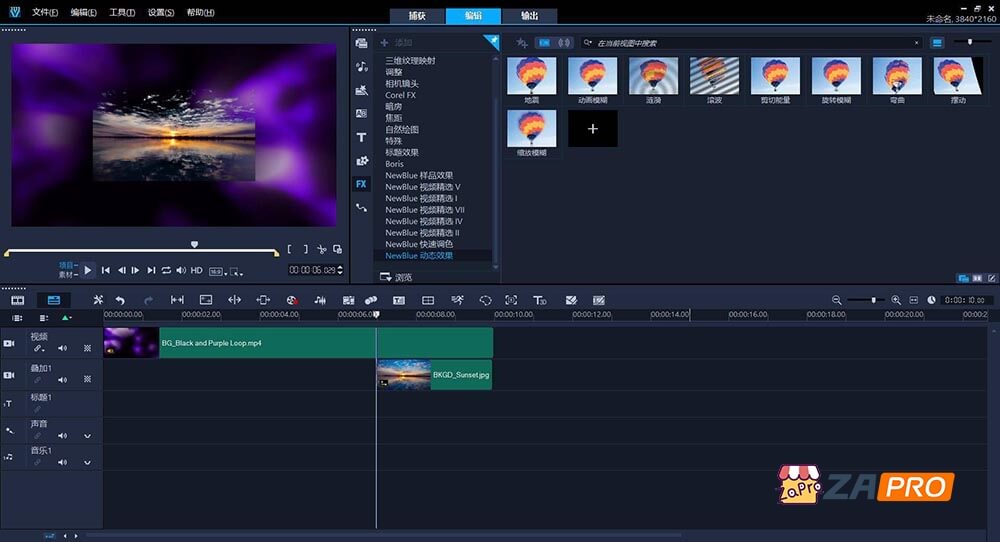 文件(F) 编辑(E) 工具(T) 设置(S) 帮助(H)
捕获 编辑 输出
未命名, 3840*2160
添加
在当前视图中搜索
三维纹理映射
调整
相机镜头
Corel FX
暗房
焦距
自然绘图
特殊
标题效果
Boris
NewBlue 样品效果
NewBlue 视频精选 V
NewBlue 视频精选 I
NewBlue 视频精选 VII
NewBlue 视频精选 IV
NewBlue 视频精选 II
NewBlue 快速调色
NewBlue 动态效果
浏览
地震 动画模糊 涟漪 滚波 剪切能量 旋转模糊 弯曲 摆动
缩放模糊
FX
项目
素材
HD
16:9
00:00:06.029
0:00:10.00
00:00:00.00 00:00:02.00 00:00:04.00 00:00:06.00 00:00:08.00 00:00:10.00 00:00:12.00 00:00:14.00 00:00:16.00 00:00:18.00 00:00:20.00 00:00:2
视频
BG_Black and Purple Loop.mp4
叠加1
BKGD_Sunset.jpg
标题1
声音
音乐1
ZaPro
ZAPRO